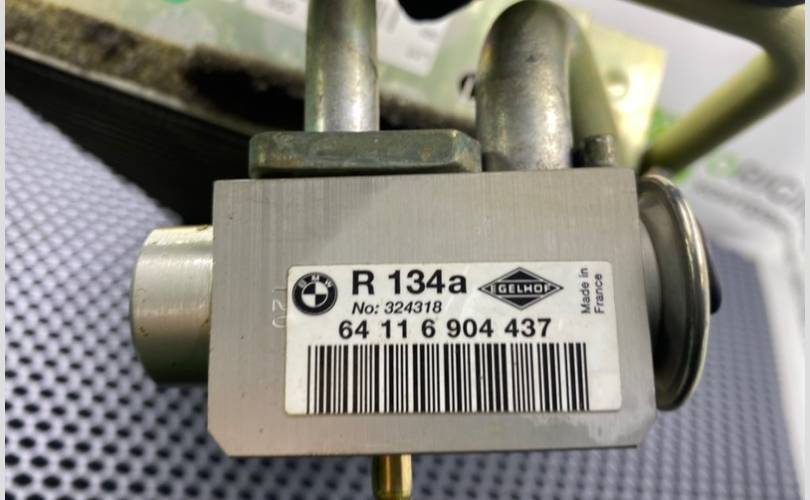 BMW
R 134a
EGELHOF
Made in
France
No: 324318
64 11 6 904 437
120